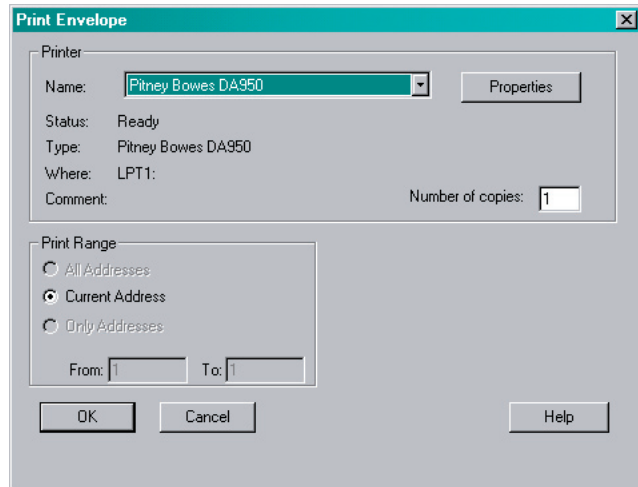 Print Envelope
Printer
Name: Pitney Bowes DA950 Properties
Status: Ready
Type: Pitney Bowes DA950
Where: LPT1:
Comment: Number of copies: 1
Print Range
All Addresses
Current Address
Only Addresses
From: 1 To: 1
OK Cancel Help